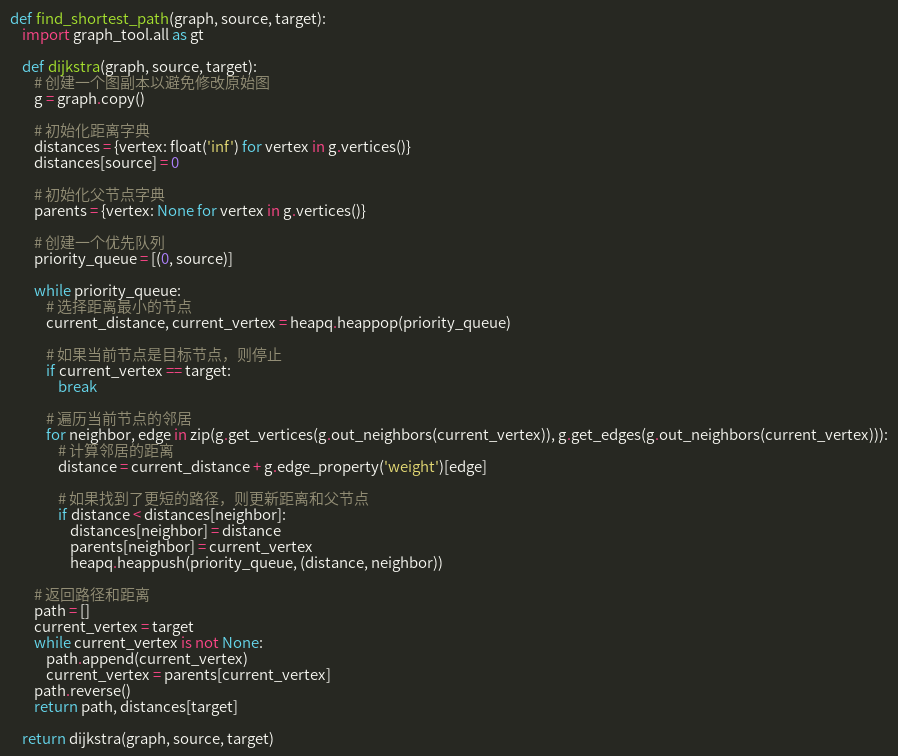 def find_shortest_path(graph, source, target):
    import graph_tool.all as gt

    def dijkstra(graph, source, target):
        # 创建一个图副本以避免修改原始图
        g = graph.copy()

        # 初始化距离字典
        distances = {vertex: float('inf') for vertex in g.vertices()}
        distances[source] = 0

        # 初始化父节点字典
        parents = {vertex: None for vertex in g.vertices()}

        # 创建一个优先队列
        priority_queue = [(0, source)]

        while priority_queue:
            # 选择距离最小的节点
            current_distance, current_vertex = heapq.heappop(priority_queue)

            # 如果当前节点是目标节点，则停止
            if current_vertex == target:
                break

            # 遍历当前节点的邻居
            for neighbor, edge in zip(g.get_vertices(g.out_neighbors(current_vertex)), g.get_edges(g.out_neighbors(current_vertex))):
                # 计算邻居的距离
                distance = current_distance + g.edge_property('weight')[edge]

                # 如果找到了更短的路径，则更新距离和父节点
                if distance < distances[neighbor]:
                    distances[neighbor] = distance
                    parents[neighbor] = current_vertex
                    heapq.heappush(priority_queue, (distance, neighbor))

        # 返回路径和距离
        path = []
        current_vertex = target
        while current_vertex is not None:
            path.append(current_vertex)
            current_vertex = parents[current_vertex]
        path.reverse()
        return path, distances[target]

    return dijkstra(graph, source, target)